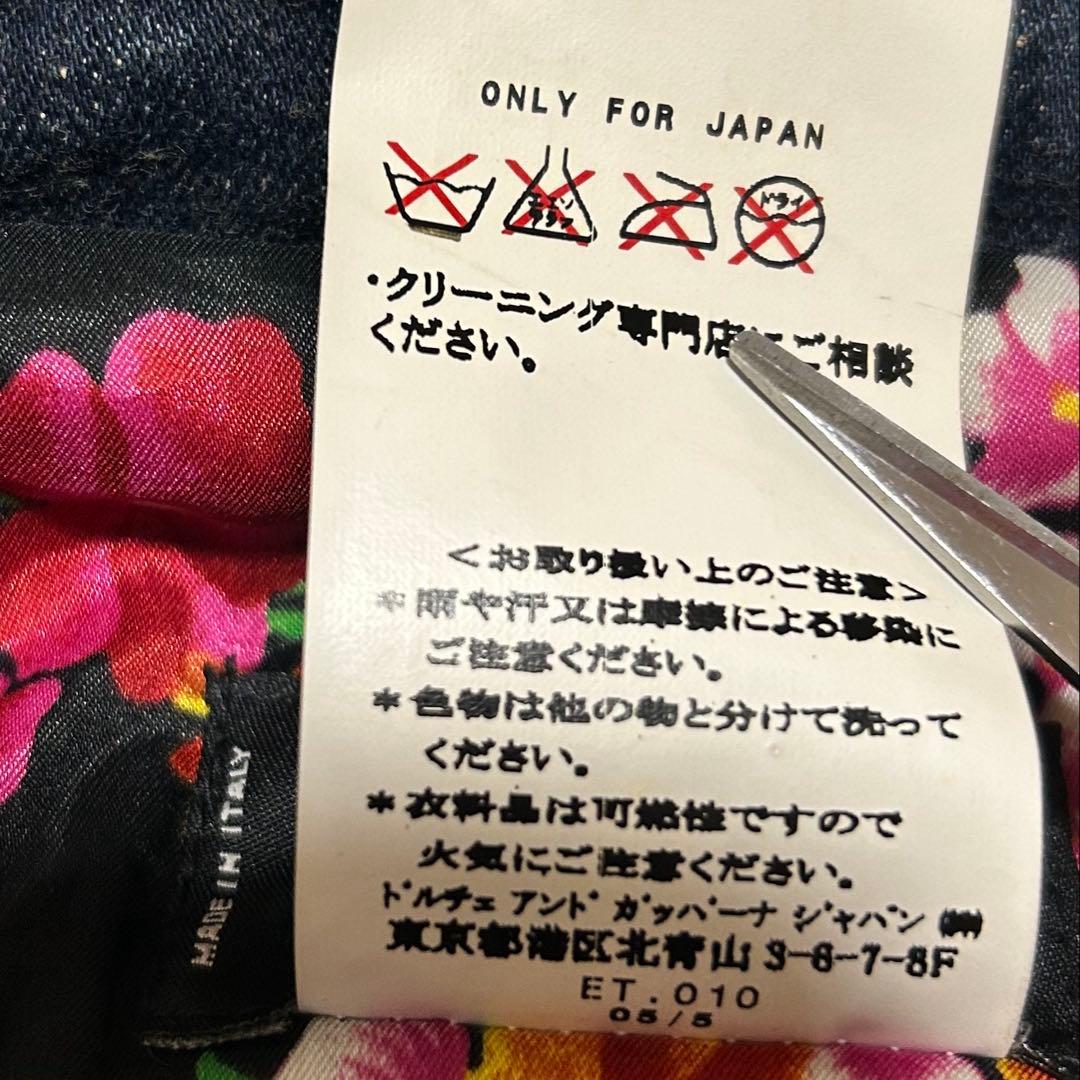 ONLY FOR JAPAN
エンソ
ドライ
・クリーニング専門店にご相談
ください。
<お取り扱い上のご注意>
*雨や汗又は摩擦による移染に
ご注意ください。
*色物は他の物と分けて洗って
ください。
*衣料品は可燃性ですので
火気にご注意ください。
ドルチェ アンド ガッバーナ ジャパン
東京都港区北青山 3-6-7-8F
ET.010
05/5
MADE IN ITALY